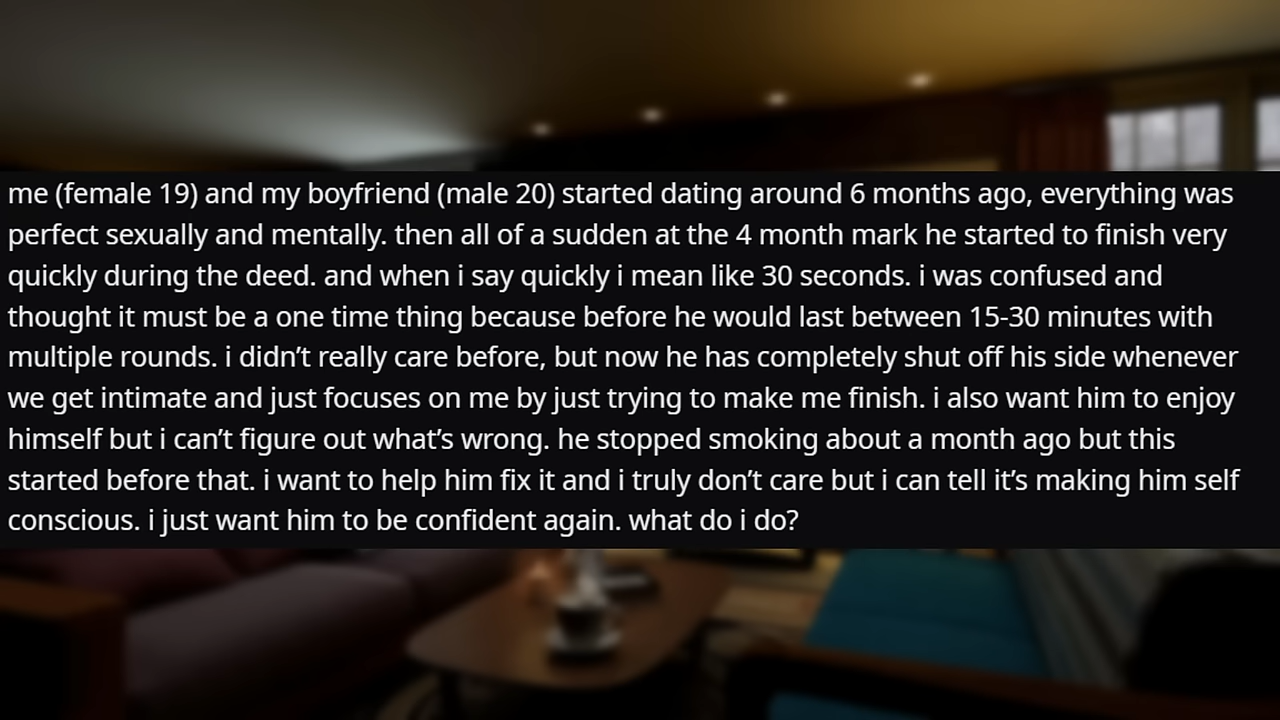 me (female 19) and my boyfriend (male 20) started dating around 6 months ago, everything was
perfect sexually and mentally. then all of a sudden at the 4 month mark he started to finish very
quickly during the deed. and when i say quickly i mean like 30 seconds. i was confused and
thought it must be a one time thing because before he would last between 15-30 minutes with
multiple rounds. i didn’t really care before, but now he has completely shut off his side whenever
we get intimate and just focuses on me by just trying to make me finish. i also want him to enjoy
himself but i can’t figure out what’s wrong. he stopped smoking about a month ago but this
started before that. i want to help him fix it and i truly don’t care but i can tell it’s making him self
conscious. i just want him to be confident again. what do i do?